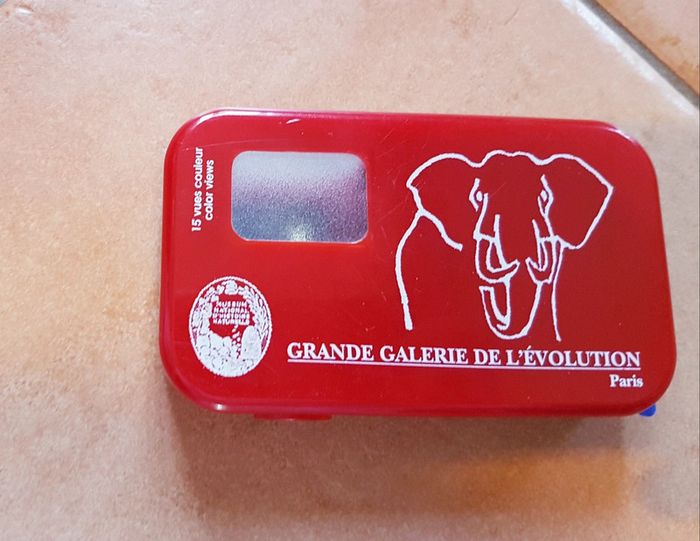 15 vues couleur
color views
MUSEUM
NATIONAL
D'HISTOIRE
NATURELLE
GRANDE GALERIE DE L'ÉVOLUTION
Paris